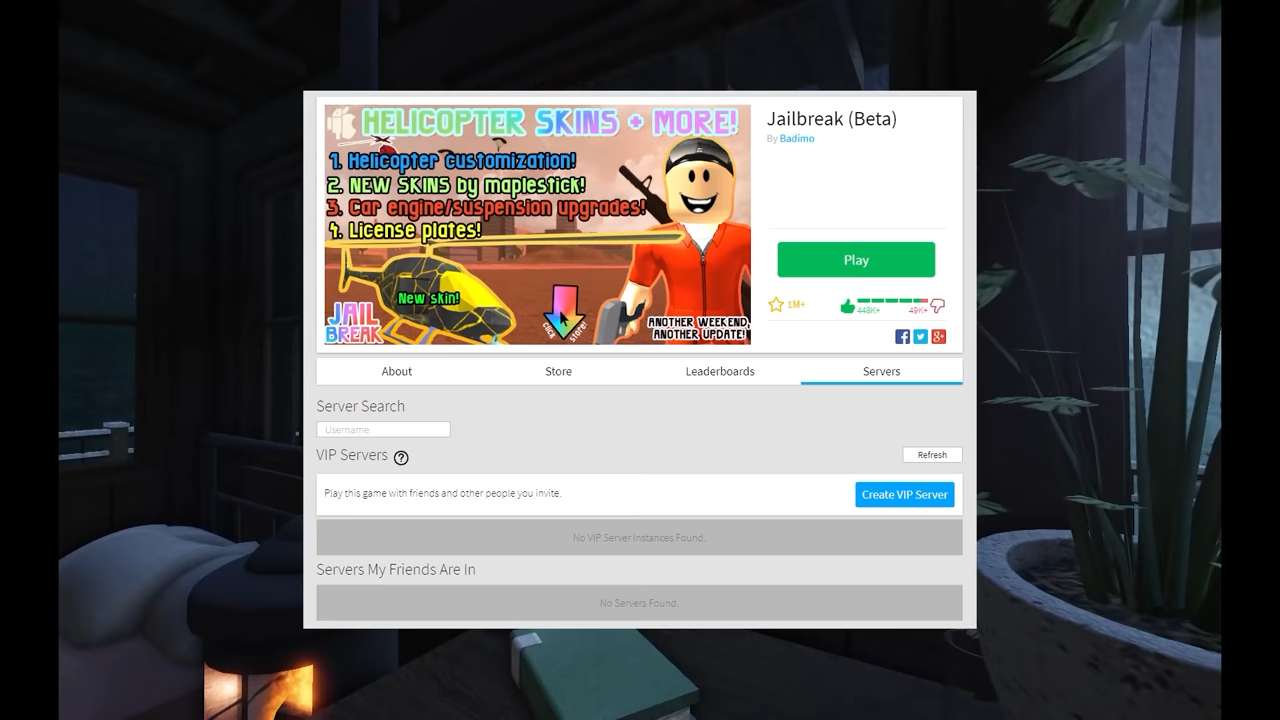 HELICOPTER SKINS + MORE!
1. Helicopter customization!
2. NEW SKINS by maplestick!
3. Car engine/suspension upgrades!
4. License plates!
New skin!
JAIL
BREAK
CLICK STORE!
ANOTHER WEEKEND,
ANOTHER UPDATE!
Jailbreak (Beta)
By Badimo
Play
1M+
448K+
49K+
About
Store
Leaderboards
Servers
Server Search
Username
VIP Servers
?
Refresh
Play this game with friends and other people you invite.
Create VIP Server
No VIP Server Instances Found.
Servers My Friends Are In
No Servers Found.